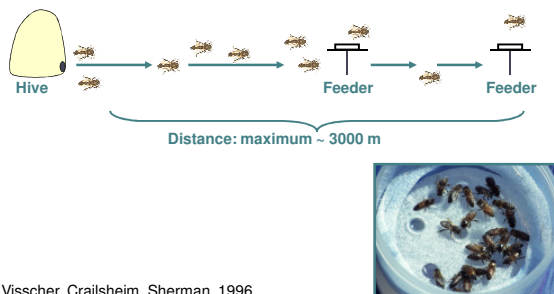 Hive
Feeder
Feeder
Distance: maximum ~ 3000 m
Visscher, Crailsheim, Sherman, 1996